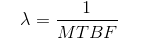 λ = 1 / MTBF